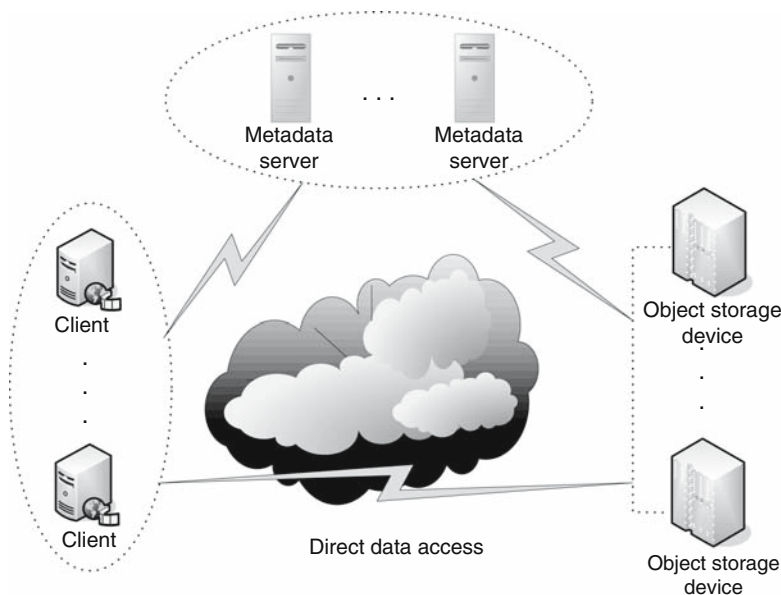 . . .
Metadata
server
Metadata
server
Client
.
.
.
Client
Object storage
device
.
.
.
Object storage
device
Direct data access